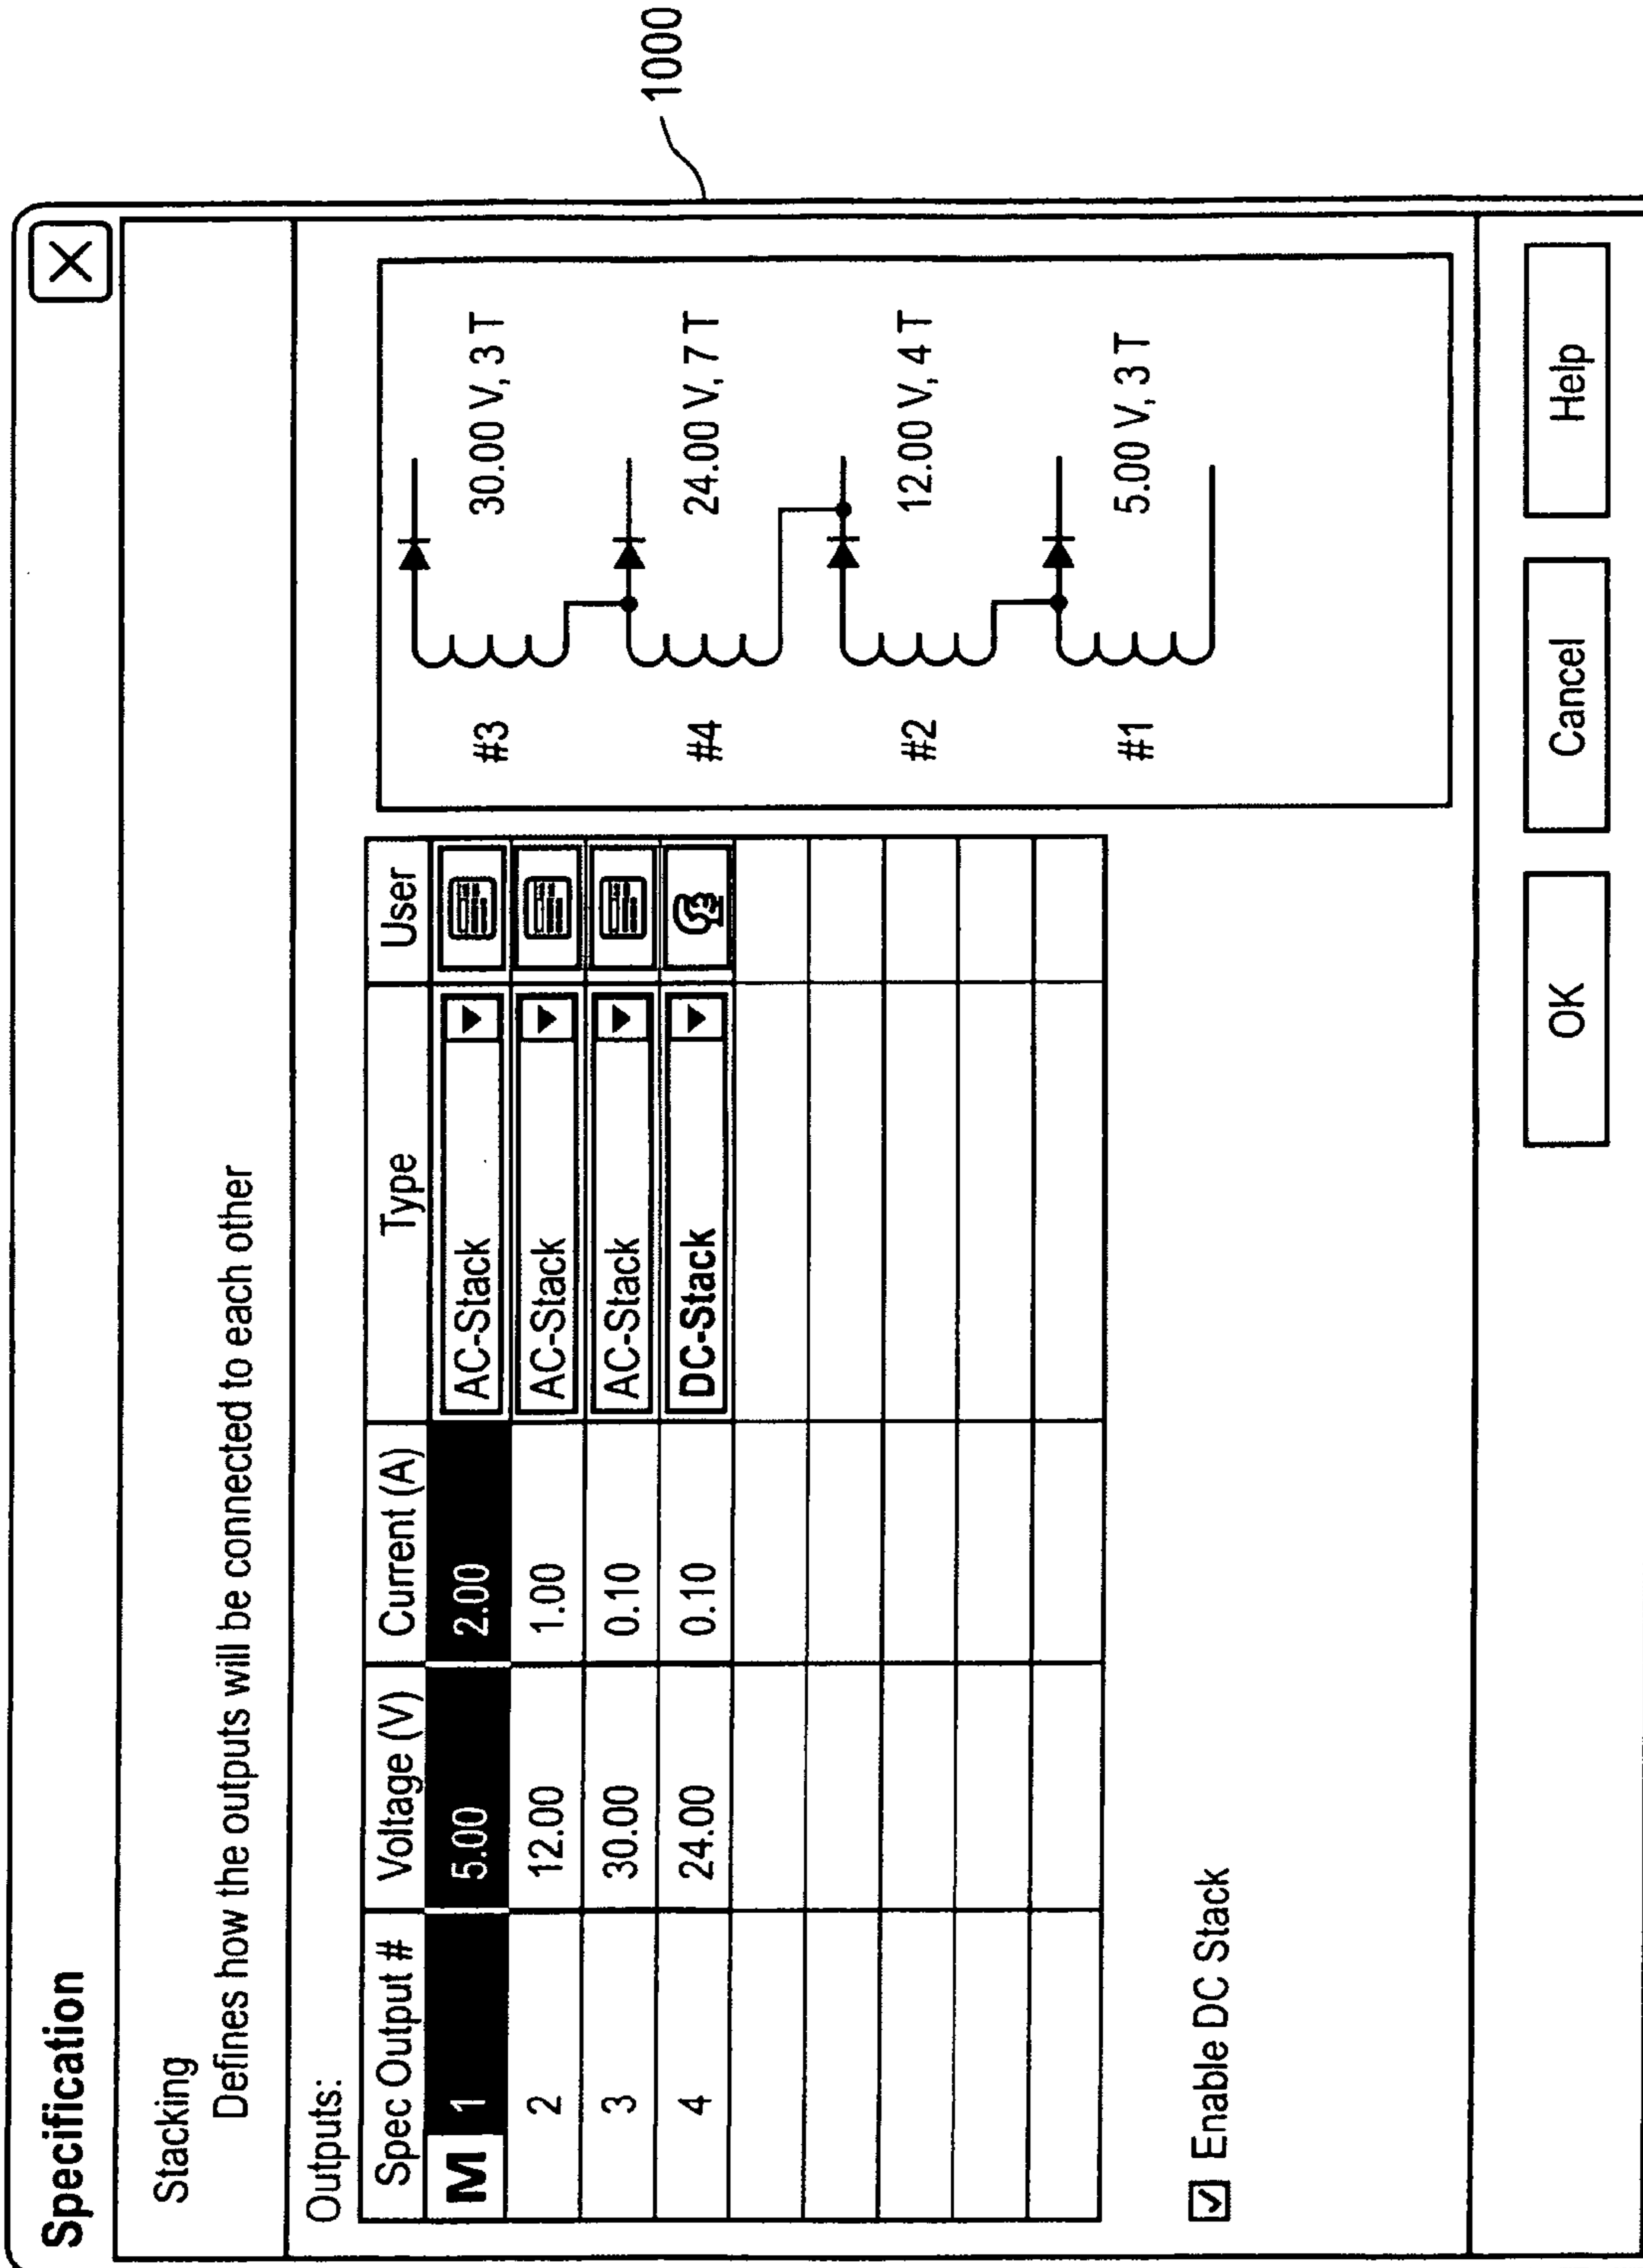 Specification
X
Stacking
Defines how the outputs will be connected to each other
Outputs:
Spec Output # Voltage (V) Current (A) Type User
M 1 5.00 2.00 AC-Stack
2 12.00 1.00 AC-Stack
3 30.00 0.10 AC-Stack
4 24.00 0.10 DC-Stack
#3 30.00 V, 3 T
#4 24.00 V, 7 T
#2 12.00 V, 4 T
#1 5.00 V, 3 T
Enable DC Stack
OK Cancel Help
1000